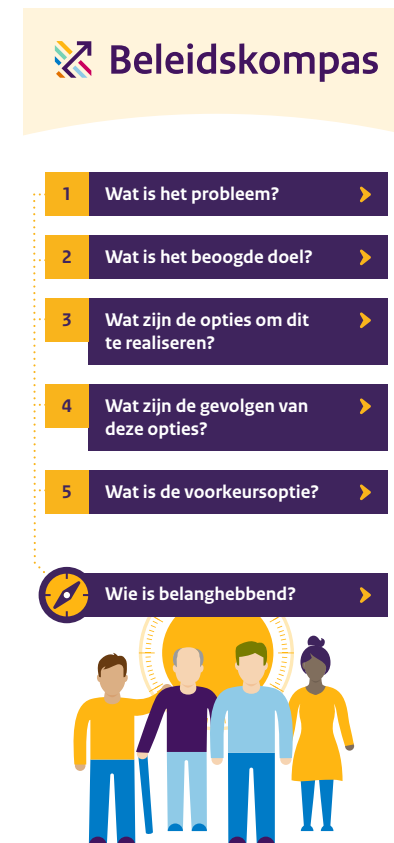 Beleidskompas
1 Wat is het probleem?
2 Wat is het beoogde doel?
3 Wat zijn de opties om dit
te realiseren?
4 Wat zijn de gevolgen van
deze opties?
5 Wat is de voorkeursoptie?
Wie is belanghebbend?